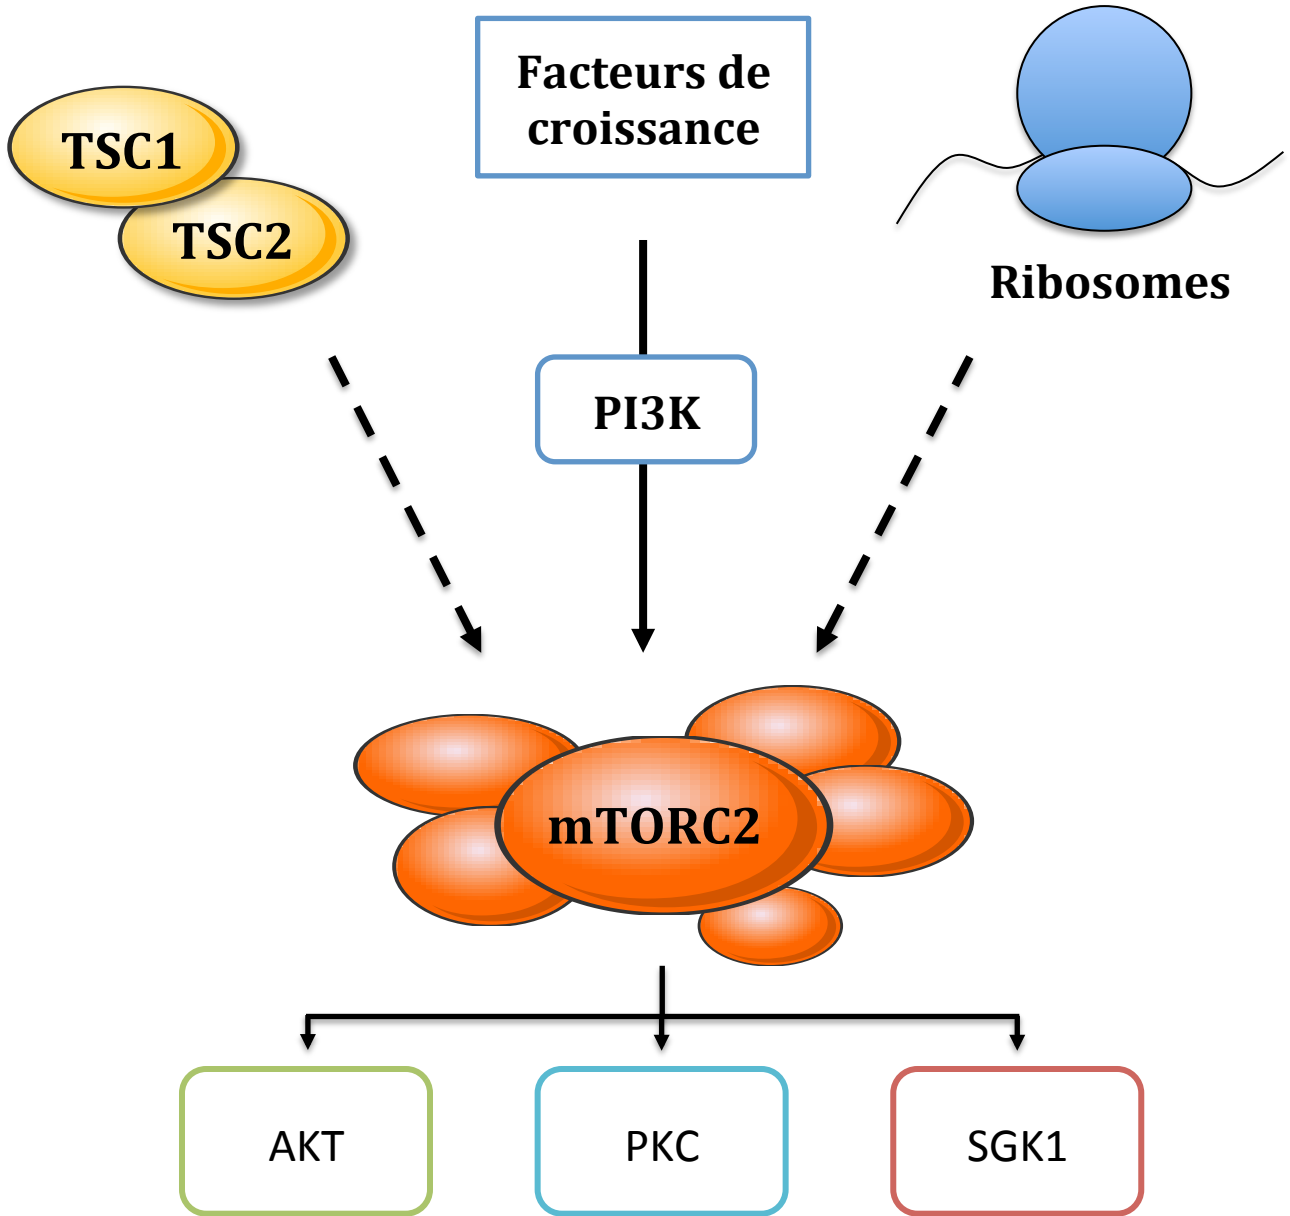 Facteurs de
croissance
TSC1
TSC2
Ribosomes
PI3K
mTORC2
AKT
PKC
SGK1